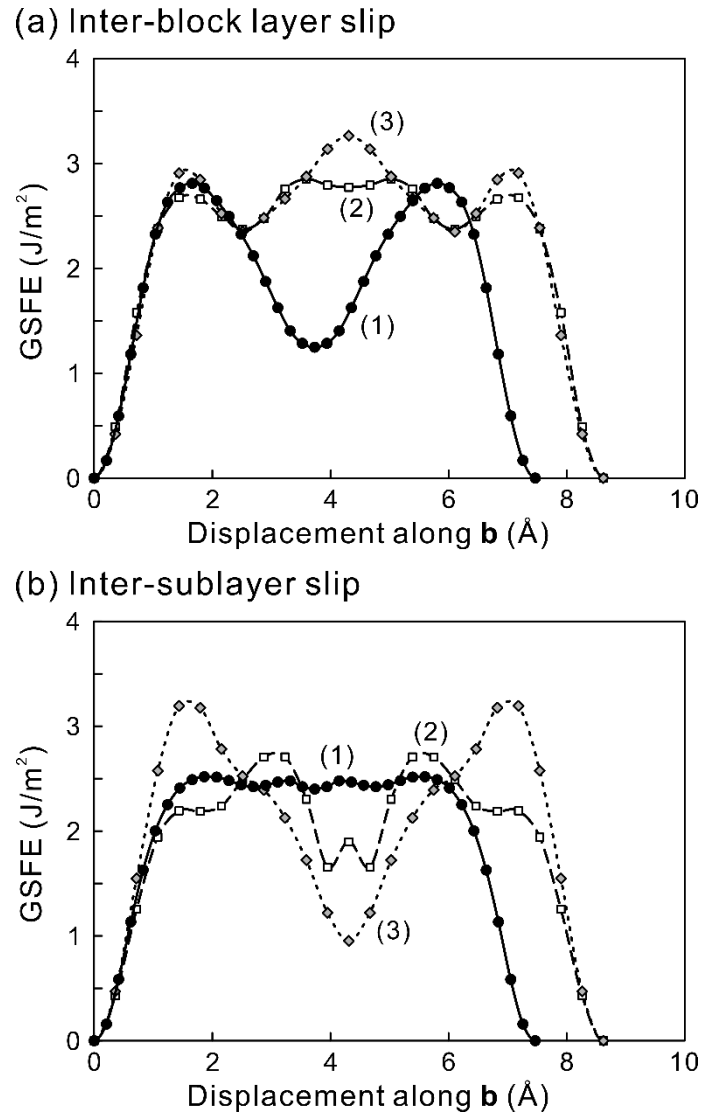 (a) Inter-block layer slip
4
3
2
1
0
GSFE (J/m²)
(3)
(2)
(1)
0 2 4 6 8 10
Displacement along b (Å)
(b) Inter-sublayer slip
4
3
2
1
0
GSFE (J/m²)
(1)
(2)
(3)
0 2 4 6 8 10
Displacement along b (Å)